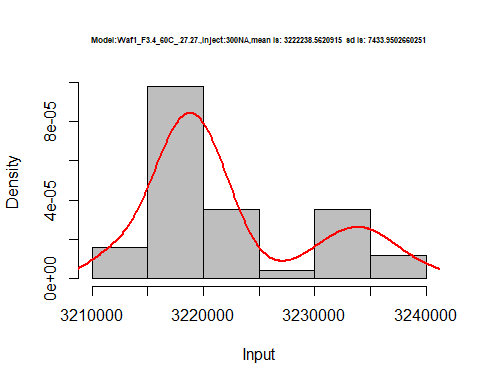 Model:Waf1_F3.4_60C_.27.27.,Inject:300NA,mean is: 3222238.5620915 sd is: 7433.9502660251
Density
0e+00
4e-05
8e-05
3210000
3220000
3230000
3240000
Input